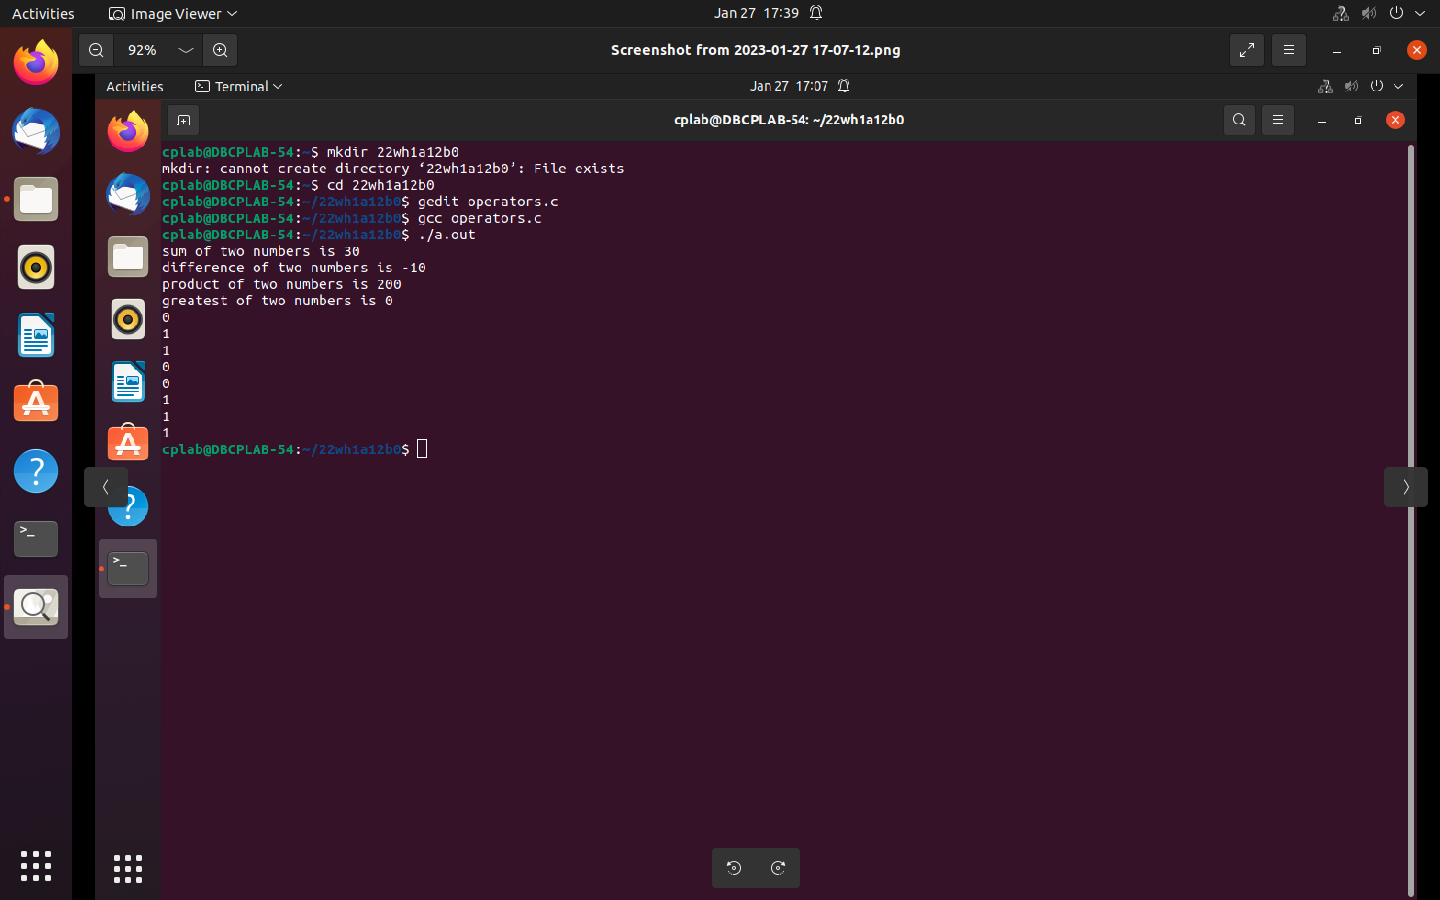 Activities Image Viewer Jan 27 17:39
92% Screenshot from 2023-01-27 17-07-12.png
Activities Terminal Jan 27 17:07
cplab@DBCPLAB-54: ~/22wh1a12b0
cplab@DBCPLAB-54:~$ mkdir 22wh1a12b0
mkdir: cannot create directory ‘22wh1a12b0’: File exists
cplab@DBCPLAB-54:~$ cd 22wh1a12b0
cplab@DBCPLAB-54:~/22wh1a12b0$ gedit operators.c
cplab@DBCPLAB-54:~/22wh1a12b0$ gcc operators.c
cplab@DBCPLAB-54:~/22wh1a12b0$ ./a.out
sum of two numbers is 30
difference of two numbers is -10
product of two numbers is 200
greatest of two numbers is 0
0
1
1
0
0
1
1
1
cplab@DBCPLAB-54:~/22wh1a12b0$